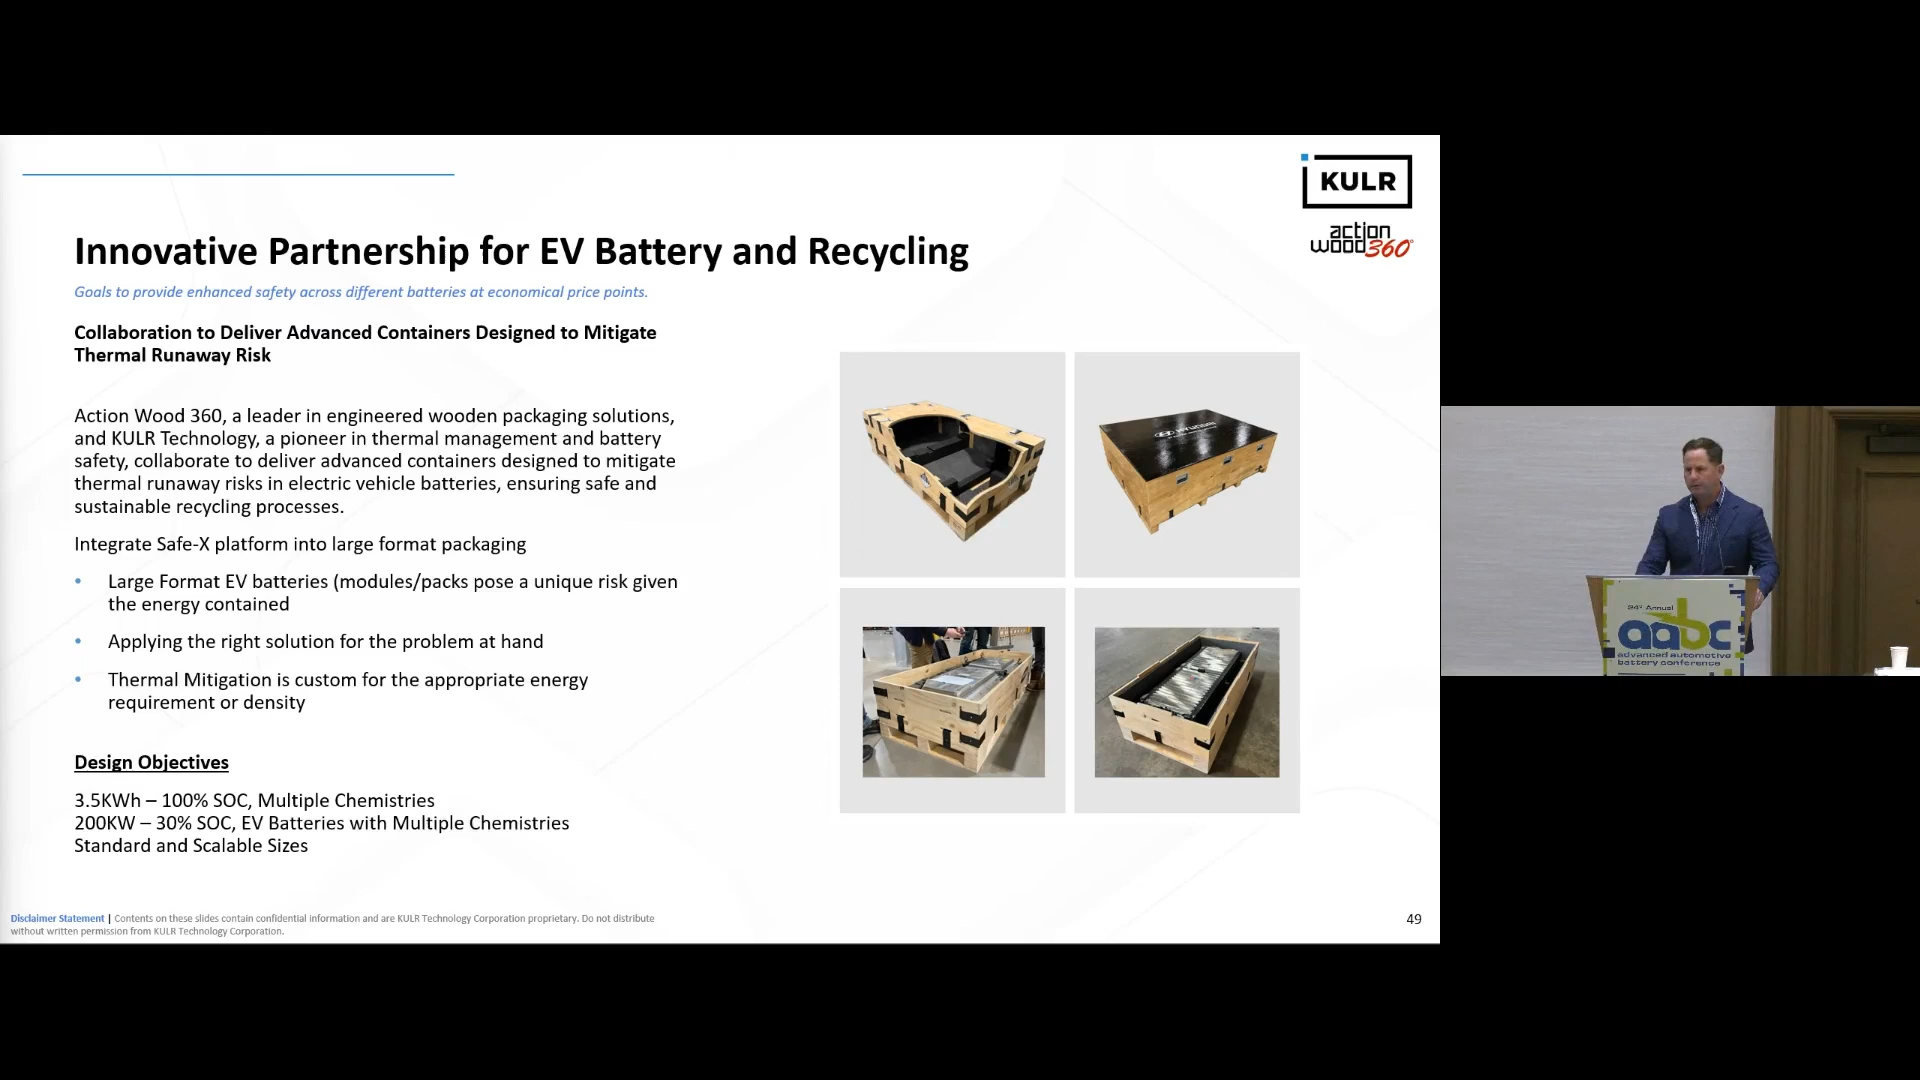 KULR
action
wood360°
Innovative Partnership for EV Battery and Recycling
Goals to provide enhanced safety across different batteries at economical price points.
Collaboration to Deliver Advanced Containers Designed to Mitigate
Thermal Runaway Risk
Action Wood 360, a leader in engineered wooden packaging solutions,
and KULR Technology, a pioneer in thermal management and battery
safety, collaborate to deliver advanced containers designed to mitigate
thermal runaway risks in electric vehicle batteries, ensuring safe and
sustainable recycling processes.
Integrate Safe-X platform into large format packaging
• Large Format EV batteries (modules/packs pose a unique risk given
the energy contained
• Applying the right solution for the problem at hand
• Thermal Mitigation is custom for the appropriate energy
requirement or density
Design Objectives
3.5KWh – 100% SOC, Multiple Chemistries
200KW – 30% SOC, EV Batteries with Multiple Chemistries
Standard and Scalable Sizes
HYUNDAI
Disclaimer Statement | Contents on these slides contain confidential information and are KULR Technology Corporation proprietary. Do not distribute
without written permission from KULR Technology Corporation.
49
24th Annual
aabc
advanced automotive
battery conference